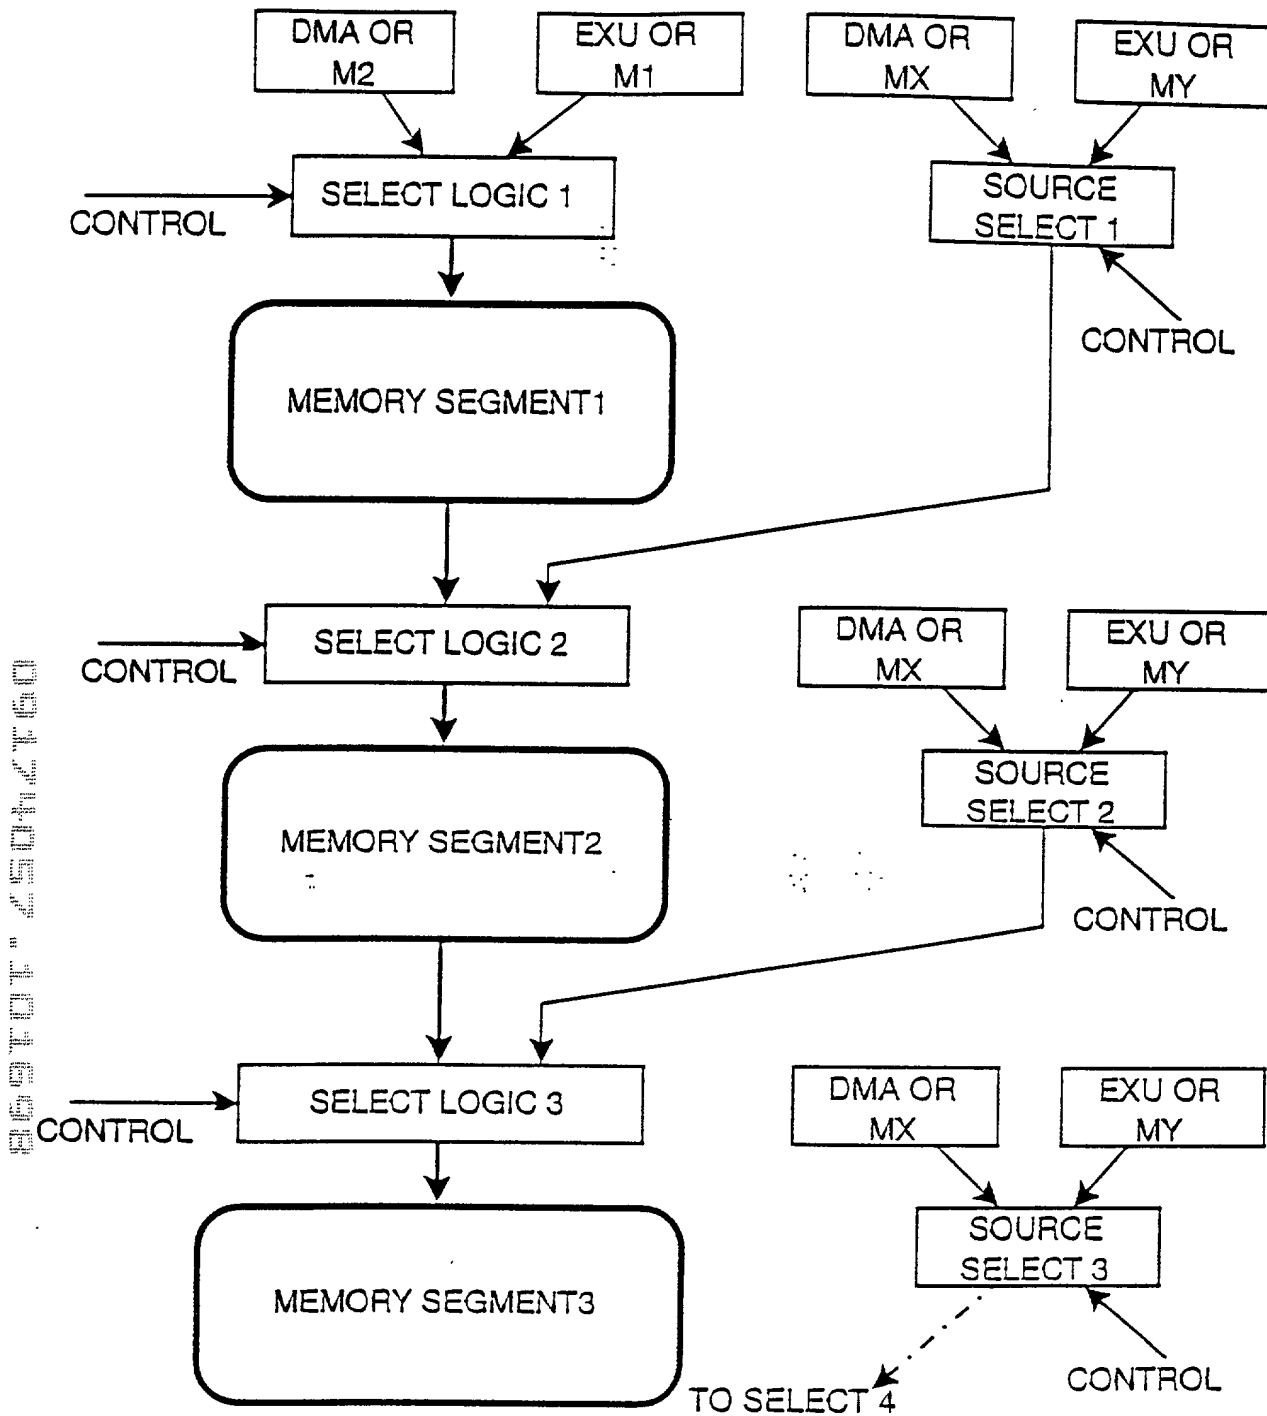 DMA OR
M2
EXU OR
M1
DMA OR
MX
EXU OR
MY
SELECT LOGIC 1
CONTROL
SOURCE
SELECT 1
CONTROL
MEMORY SEGMENT1
SELECT LOGIC 2
CONTROL
DMA OR
MX
EXU OR
MY
SOURCE
SELECT 2
CONTROL
MEMORY SEGMENT2
SELECT LOGIC 3
CONTROL
DMA OR
MX
EXU OR
MY
SOURCE
SELECT 3
CONTROL
MEMORY SEGMENT3
TO SELECT 4